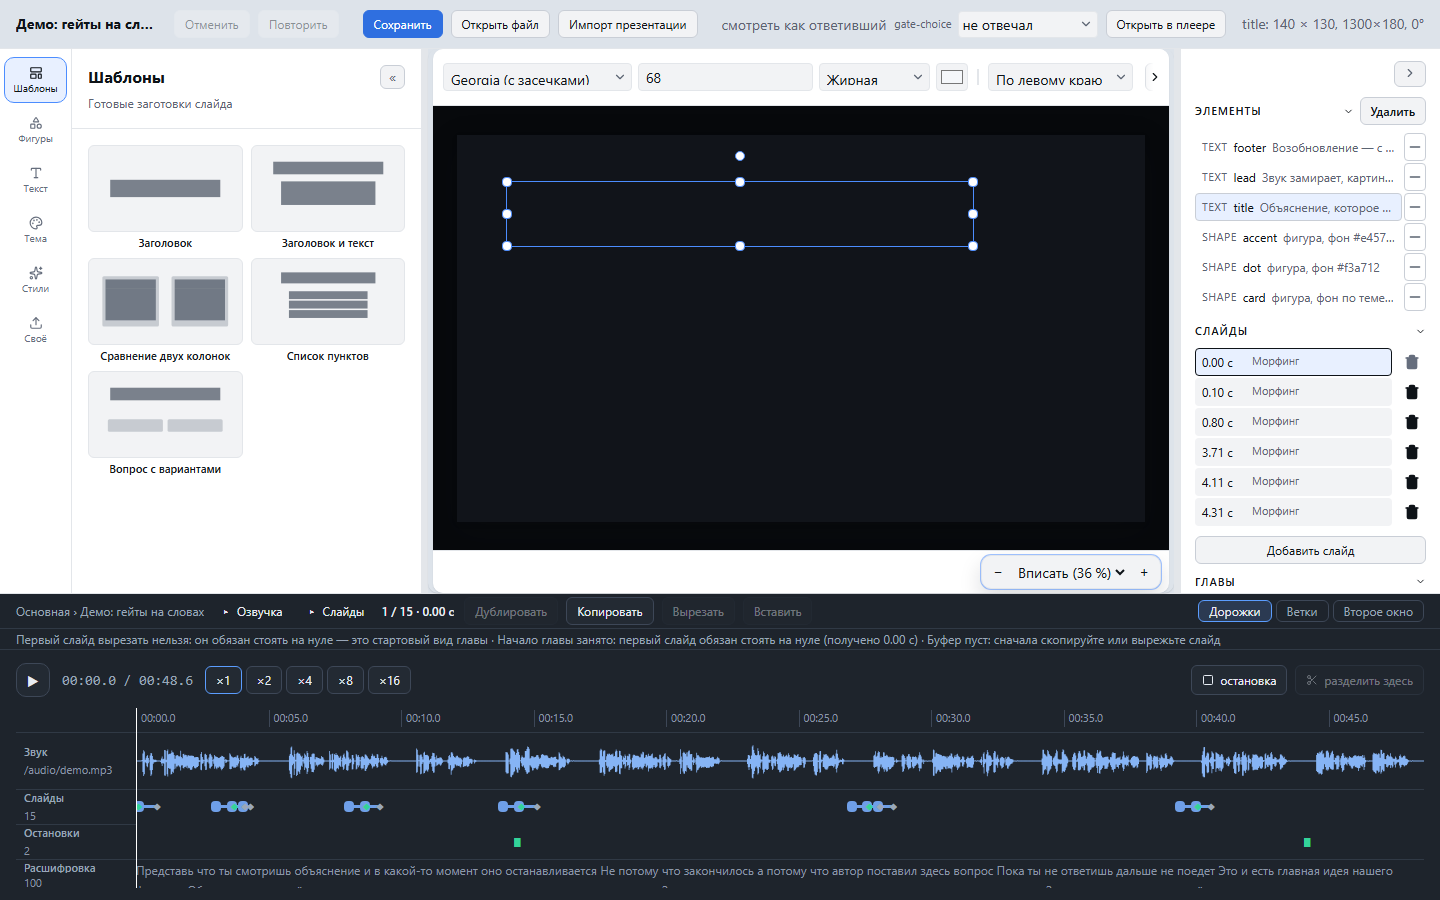 Демо: гейты на сл...
Отменить
Повторить
Сохранить
Открыть файл
Импорт презентации
смотреть как ответивший
gate-choice
не отвечал
Открыть в плеере
title: 140 × 130, 1300×180, 0°
Шаблоны
Фигуры
Текст
Тема
Стили
Своё
Шаблоны
«
Готовые заготовки слайда
Заголовок
Заголовок и текст
Сравнение двух колонок
Список пунктов
Вопрос с вариантами
Georgia (с засечками)
68
Жирная
По левому краю
− Вписать (36 %) +
ЭЛЕМЕНТЫ
Удалить
TEXT footer Возобновление — с ...
TEXT lead Звук замирает, картин...
TEXT title Объяснение, которое ...
SHAPE accent фигура, фон #e457...
SHAPE dot фигура, фон #f3a712
SHAPE card фигура, фон по теме...
СЛАЙДЫ
0.00 с Морфинг
0.10 с Морфинг
0.80 с Морфинг
3.71 с Морфинг
4.11 с Морфинг
4.31 с Морфинг
Добавить слайд
ГЛАВЫ
Основная › Демо: гейты на словах
Озвучка
Слайды
1 / 15 · 0.00 с
Дублировать
Копировать
Вырезать
Вставить
Дорожки
Ветки
Второе окно
Первый слайд вырезать нельзя: он обязан стоять на нуле — это стартовый вид главы · Начало главы занято: первый слайд обязан стоять на нуле (получено 0.00 с) · Буфер пуст: сначала скопируйте или вырежьте слайд
00:00.0 / 00:48.6
×1
×2
×4
×8
×16
остановка
разделить здесь
00:00.0 00:05.0 00:10.0 00:15.0 00:20.0 00:25.0 00:30.0 00:35.0 00:40.0 00:45.0
Звук
/audio/demo.mp3
Слайды
15
Остановки
2
Расшифровка
100
Представь что ты смотришь объяснение и в какой-то момент оно останавливается Не потому что закончилось а потому что автор поставил здесь вопрос Пока ты не ответишь дальше не поедет Это и есть главная идея нашего